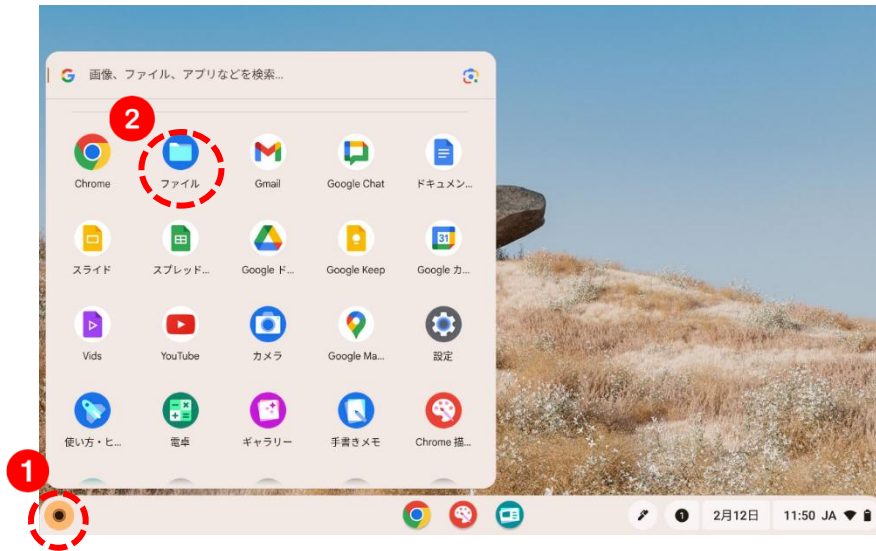 画像、ファイル、アプリなどを検索...
2
Chrome
ファイル
Gmail
Google Chat
ドキュメン...
31
スライド
スプレッド...
Google ド...
Google Keep
Google カ...
Vids
YouTube
カメラ
Google Ma...
設定
使い方・ヒ...
電卓
ギャラリー
手書きメモ
Chrome 描...
1
1
2月12日
11:50 JA